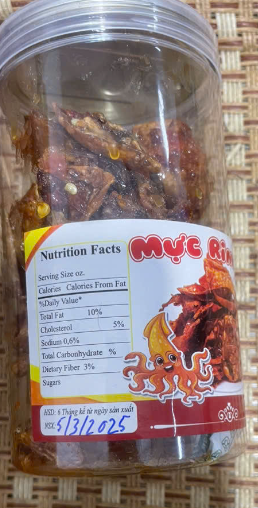 Mực Rim
Nutrition Facts
Serving Size oz.
Calories Calories From Fat
%Daily Value*
Total Fat 10%
Cholesterol 5%
Sodium 0,6%
Total Carbonhydrate %
Dietary Fiber 3%
Sugars
HSD: 6 Tháng kể từ ngày sản xuất
NSX: 5/3/2025